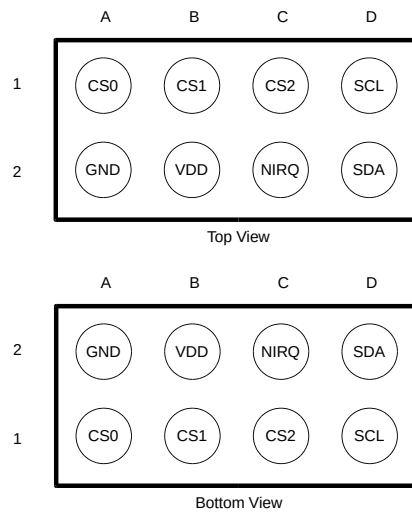 A B C D
1 CS0 CS1 CS2 SCL
2 GND VDD NIRQ SDA
Top View
A B C D
2 GND VDD NIRQ SDA
1 CS0 CS1 CS2 SCL
Bottom View